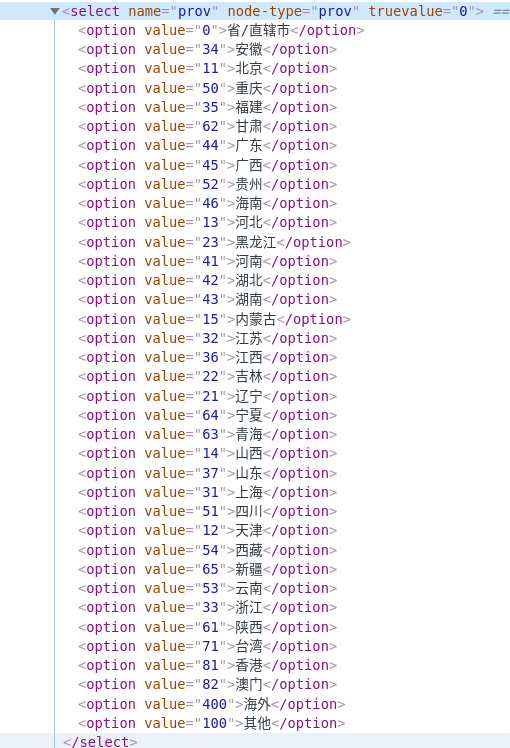 ▼<select name="prov" node-type="prov" truevalue="0"> ==
<option value="0">省/直辖市</option>
<option value="34">安徽</option>
<option value="11">北京</option>
<option value="50">重庆</option>
<option value="35">福建</option>
<option value="62">甘肃</option>
<option value="44">广东</option>
<option value="45">广西</option>
<option value="52">贵州</option>
<option value="46">海南</option>
<option value="13">河北</option>
<option value="23">黑龙江</option>
<option value="41">河南</option>
<option value="42">湖北</option>
<option value="43">湖南</option>
<option value="15">内蒙古</option>
<option value="32">江苏</option>
<option value="36">江西</option>
<option value="22">吉林</option>
<option value="21">辽宁</option>
<option value="64">宁夏</option>
<option value="63">青海</option>
<option value="14">山西</option>
<option value="37">山东</option>
<option value="31">上海</option>
<option value="51">四川</option>
<option value="12">天津</option>
<option value="54">西藏</option>
<option value="65">新疆</option>
<option value="53">云南</option>
<option value="33">浙江</option>
<option value="61">陕西</option>
<option value="71">台湾</option>
<option value="81">香港</option>
<option value="82">澳门</option>
<option value="400">海外</option>
<option value="100">其他</option>
</select>